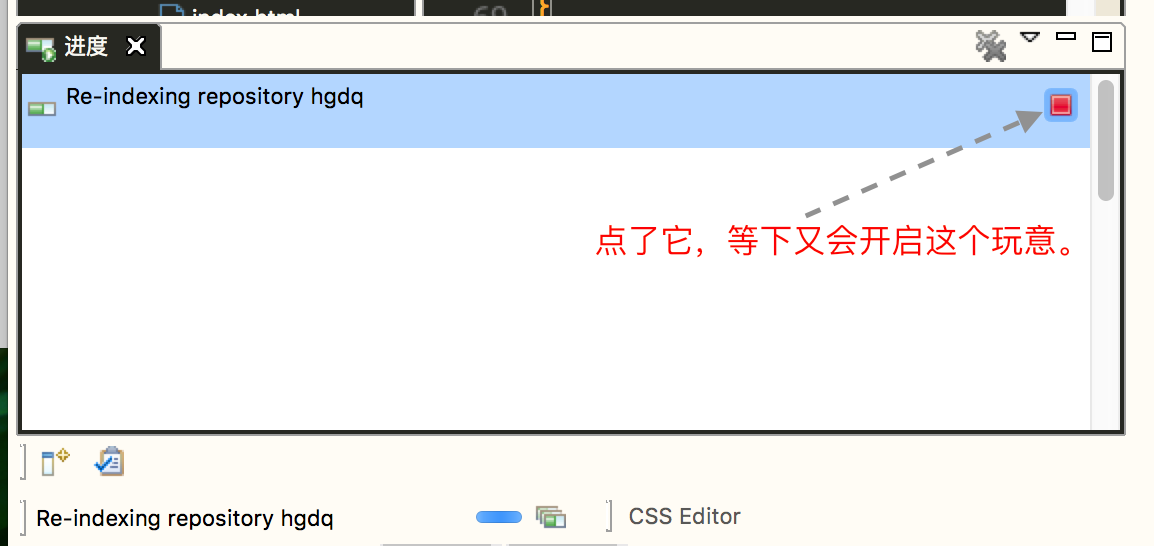 index.html
69
}
进度
Re-indexing repository hgdq
点了它，等下又会开启这个玩意。
Re-indexing repository hgdq
CSS Editor